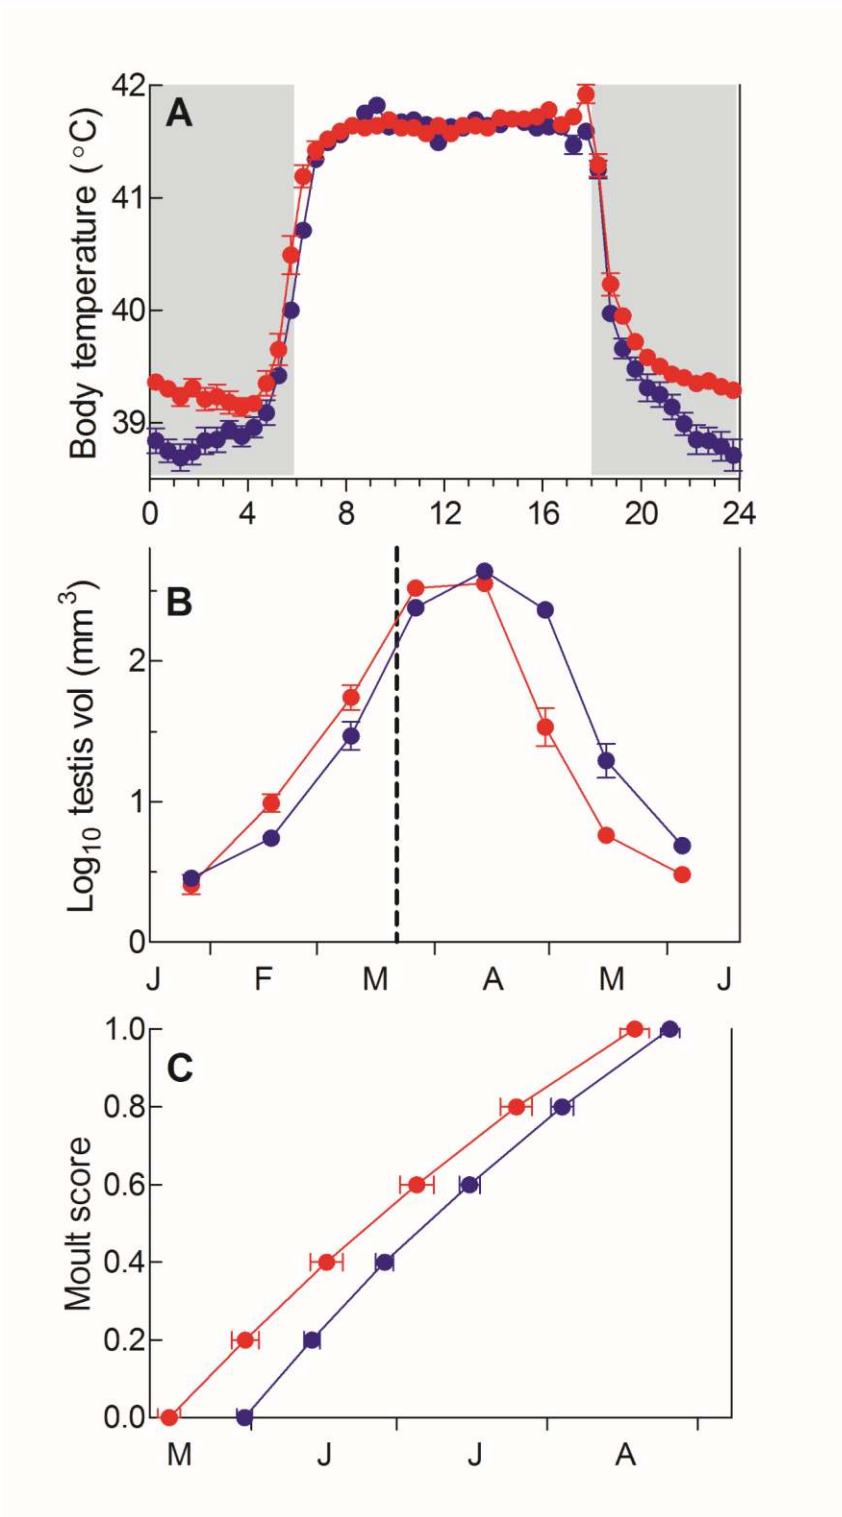 A
Body temperature (°C)
42
41
40
39
0 4 8 12 16 20 24
B
Log10 testis vol (mm3)
2
1
0
J F M A M J
C
Moult score
1.0
0.8
0.6
0.4
0.2
0.0
M J J A